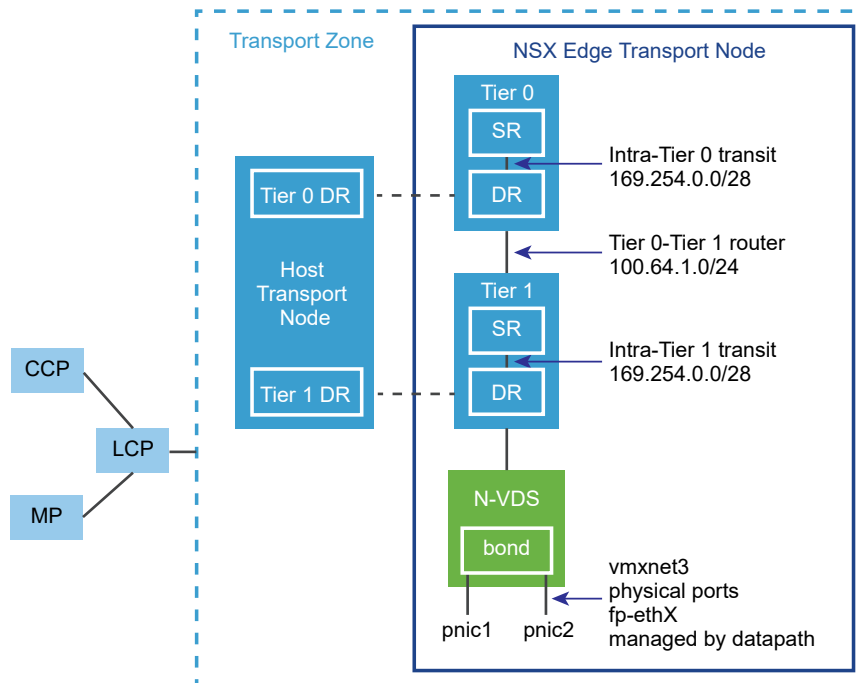 Transport Zone
NSX Edge Transport Node
Tier 0
SR
Intra-Tier 0 transit
169.254.0.0/28
Tier 0 DR
DR
Tier 0-Tier 1 router
100.64.1.0/24
Host
Transport
Node
Tier 1
SR
Intra-Tier 1 transit
169.254.0.0/28
CCP
Tier 1 DR
DR
LCP
MP
N-VDS
bond
vmxnet3
physical ports
fp-ethX
managed by datapath
pnic1
pnic2